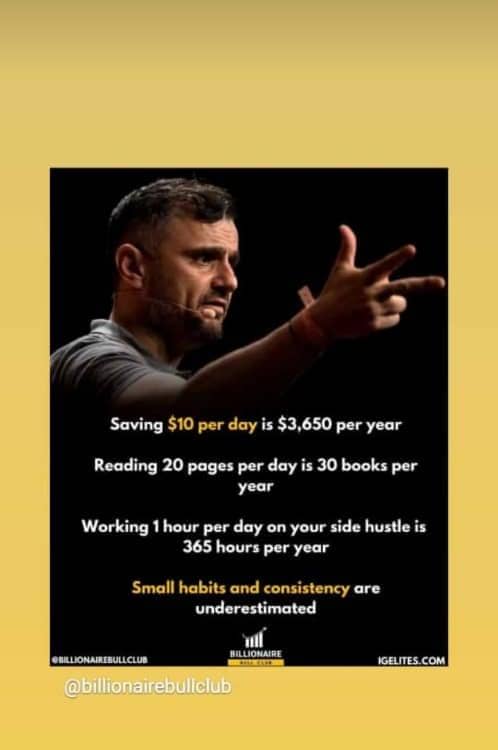 Saving $10 per day is $3,650 per year
Reading 20 pages per day is 30 books per
year
Working 1 hour per day on your side hustle is
365 hours per year
Small habits and consistency are
underestimated
BILLIONAIRE
BULL CLUB
@BILLIONAIREBULLCLUB
IGELITES.COM
@billionairebullclub